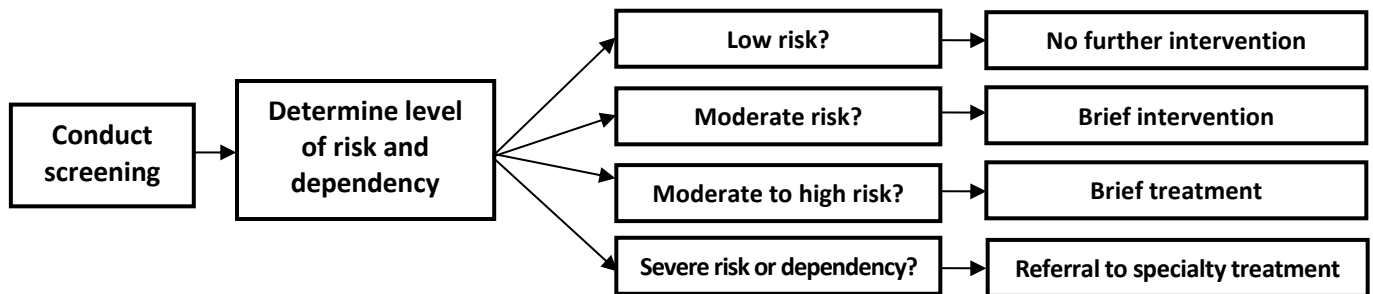 Conduct
screening
Determine level
of risk and
dependency
Low risk?
No further intervention
Moderate risk?
Brief intervention
Moderate to high risk?
Brief treatment
Severe risk or dependency?
Referral to specialty treatment